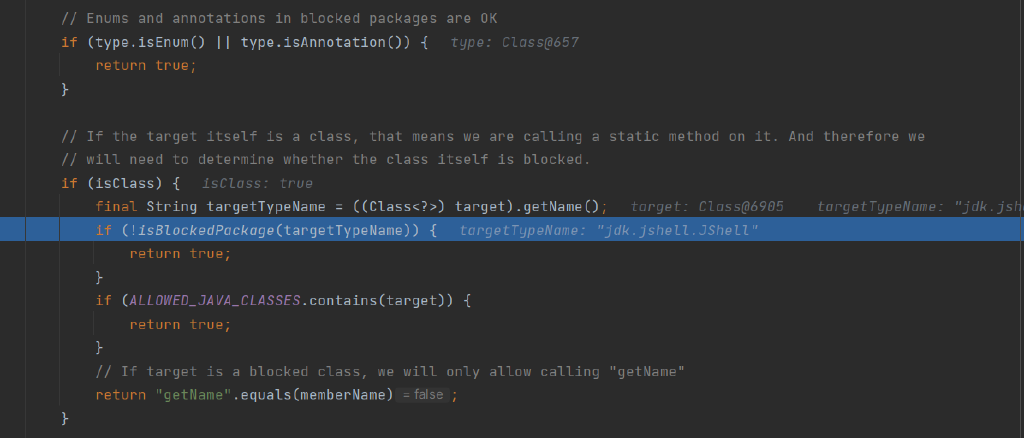 // Enums and annotations in blocked packages are OK
if (type.isEnum() || type.isAnnotation()) {   type: Class@657
return true;
}
// If the target itself is a class, that means we are calling a static method on it. And therefore we
// will need to determine whether the class itself is blocked.
if (isClass) {   isClass: true
final String targetTypeName = ((Class<?>) target).getName();   target: Class@6905   targetTypeName: "jdk.jsh
if (!isBlockedPackage(targetTypeName)) {   targetTypeName: "jdk.jshell.JShell"
return true;
}
if (ALLOWED_JAVA_CLASSES.contains(target)) {
return true;
}
// If target is a blocked class, we will only allow calling "getName"
return "getName".equals(memberName) = false ;
}